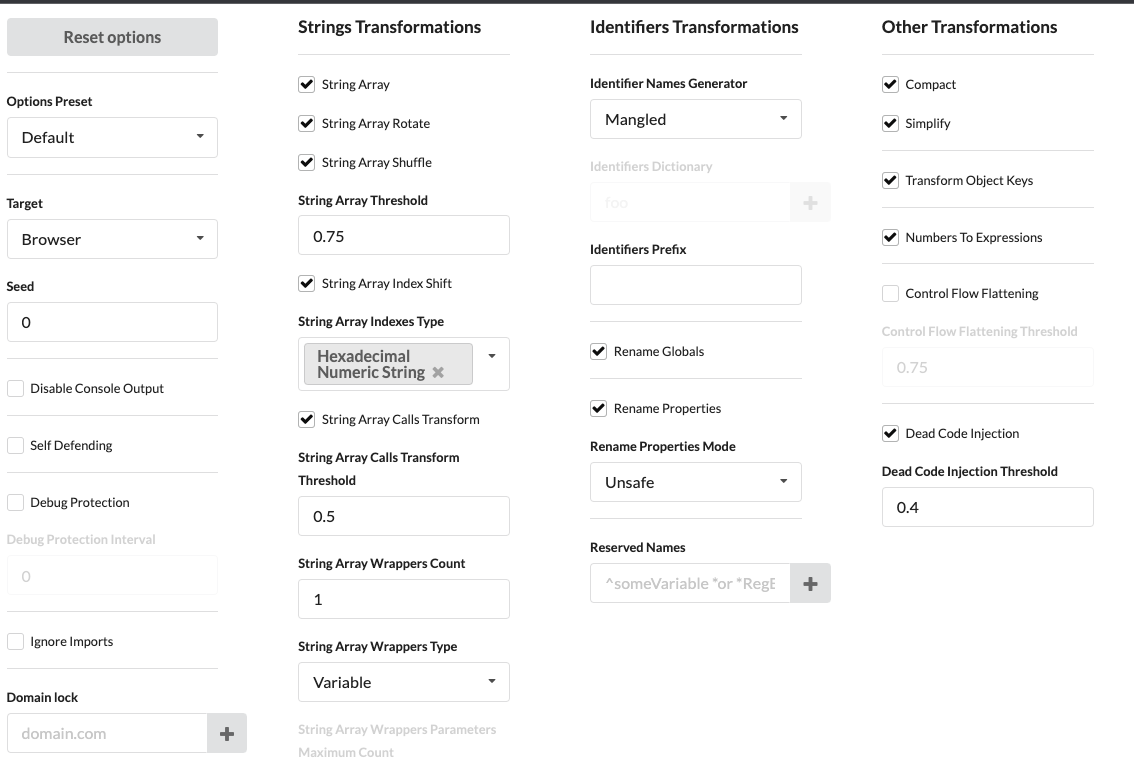 Reset options
Options Preset
Default
Target
Browser
Seed
0
Disable Console Output
Self Defending
Debug Protection
Debug Protection Interval
0
Ignore Imports
Domain lock
domain.com
Strings Transformations
String Array
String Array Rotate
String Array Shuffle
String Array Threshold
0.75
String Array Index Shift
String Array Indexes Type
Hexadecimal
Numeric String
String Array Calls Transform
String Array Calls Transform
Threshold
0.5
String Array Wrappers Count
1
String Array Wrappers Type
Variable
String Array Wrappers Parameters
Maximum Count
Identifiers Transformations
Identifier Names Generator
Mangled
Identifiers Dictionary
foo
Identifiers Prefix
Rename Globals
Rename Properties
Rename Properties Mode
Unsafe
Reserved Names
^someVariable *or *RegE
Other Transformations
Compact
Simplify
Transform Object Keys
Numbers To Expressions
Control Flow Flattening
Control Flow Flattening Threshold
0.75
Dead Code Injection
Dead Code Injection Threshold
0.4